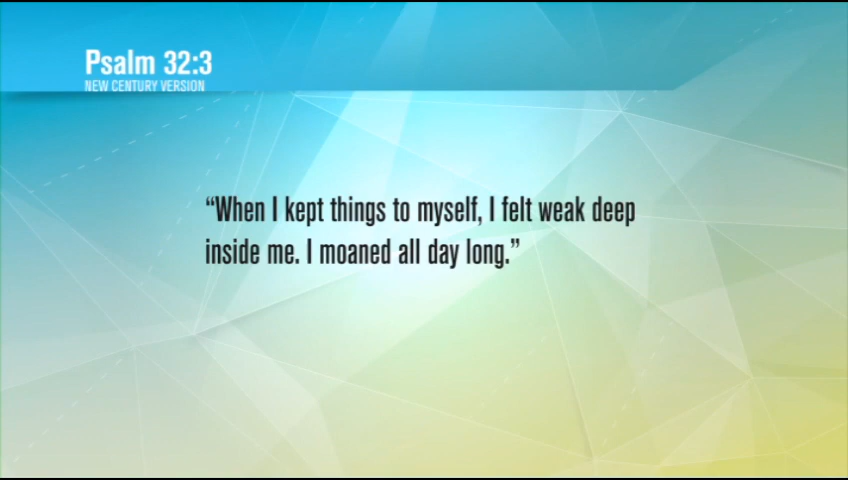 Psalm 32:3
NEW CENTURY VERSION
“When I kept things to myself, I felt weak deep
inside me. I moaned all day long.”